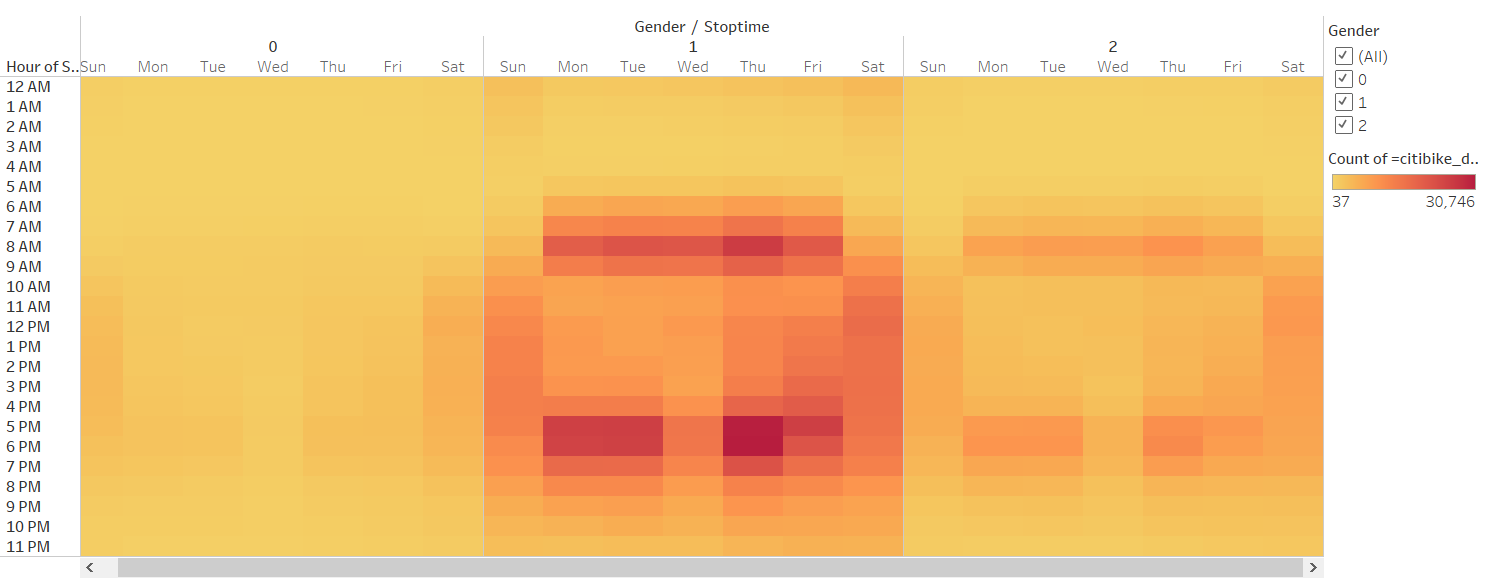 Gender / Stoptime
0 1 2
Hour of S.. Sun Mon Tue Wed Thu Fri Sat Sun Mon Tue Wed Thu Fri Sat Sun Mon Tue Wed Thu Fri Sat
12 AM
1 AM
2 AM
3 AM
4 AM
5 AM
6 AM
7 AM
8 AM
9 AM
10 AM
11 AM
12 PM
1 PM
2 PM
3 PM
4 PM
5 PM
6 PM
7 PM
8 PM
9 PM
10 PM
11 PM
Gender
(All)
0
1
2
Count of =citibike_d..
37 30,746